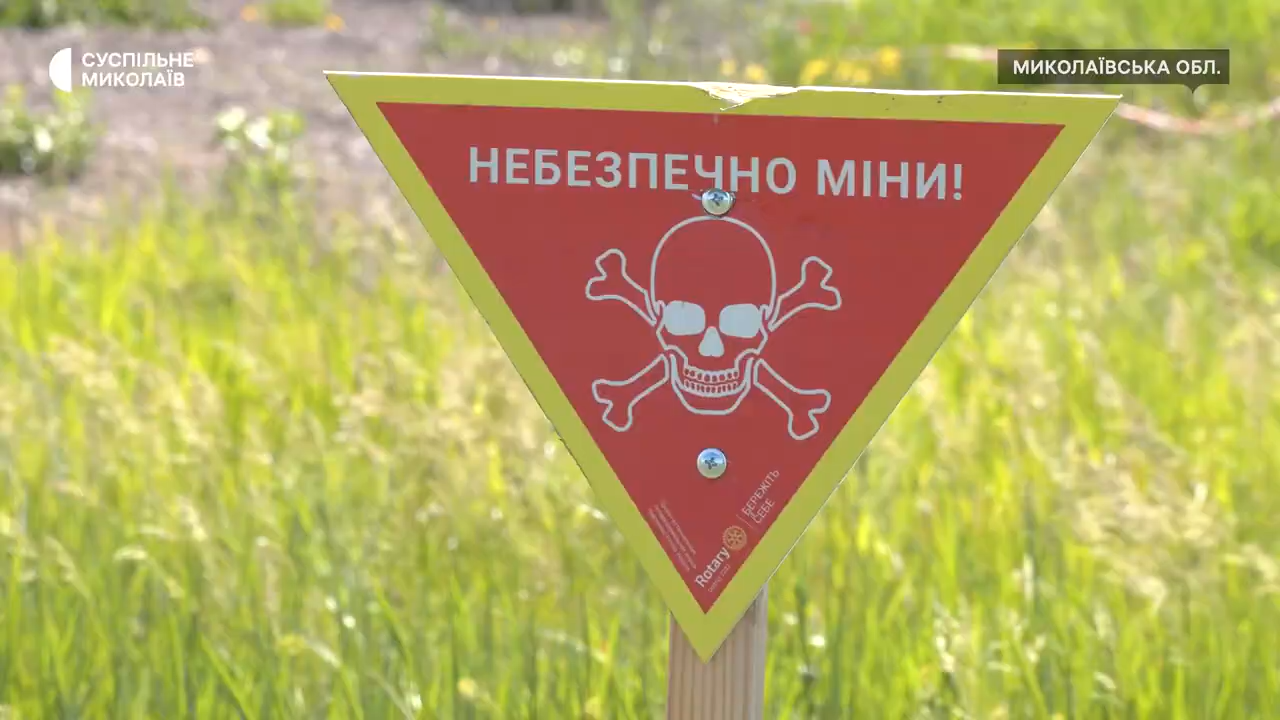 СУСПІЛЬНЕ
МИКОЛАЇВ
МИКОЛАЇВСЬКА ОБЛ.
НЕБЕЗПЕЧНО МІНИ!
БЕРЕЖІТЬ
СЕБЕ
Rotary